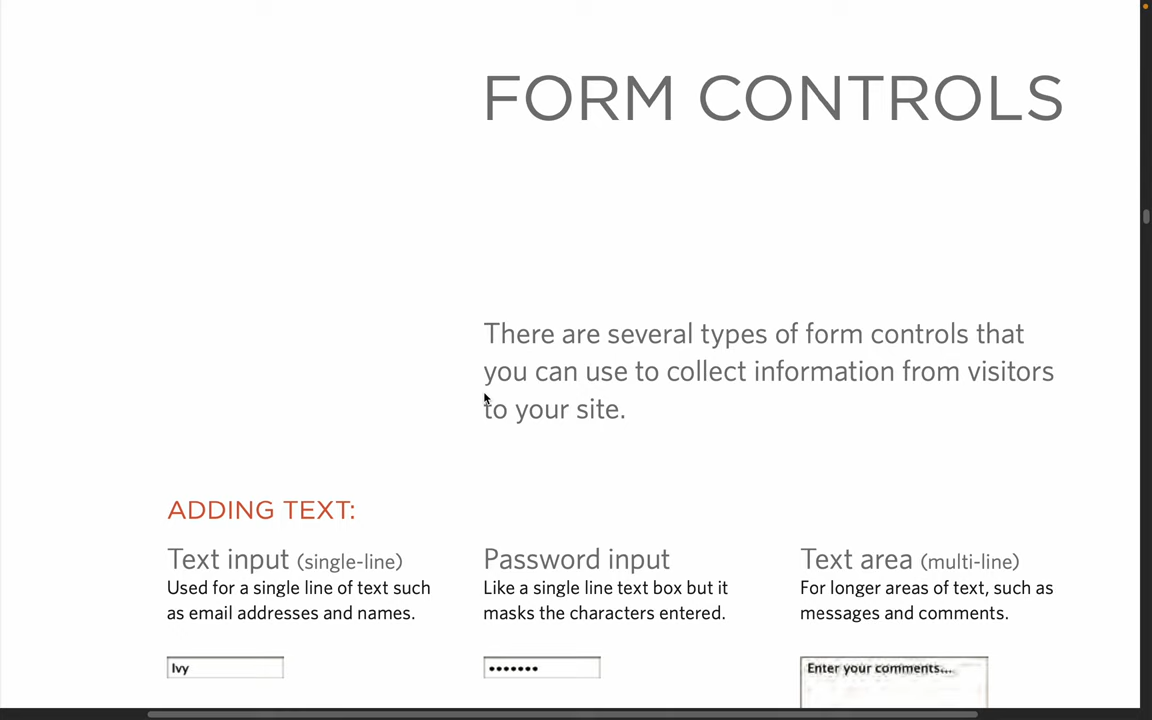 FORM CONTROLS
There are several types of form controls that
you can use to collect information from visitors
to your site.
ADDING TEXT:
Text input (single-line)
Used for a single line of text such
as email addresses and names.
Ivy
Password input
Like a single line text box but it
masks the characters entered.
•••••••
Text area (multi-line)
For longer areas of text, such as
messages and comments.
Enter your comments...